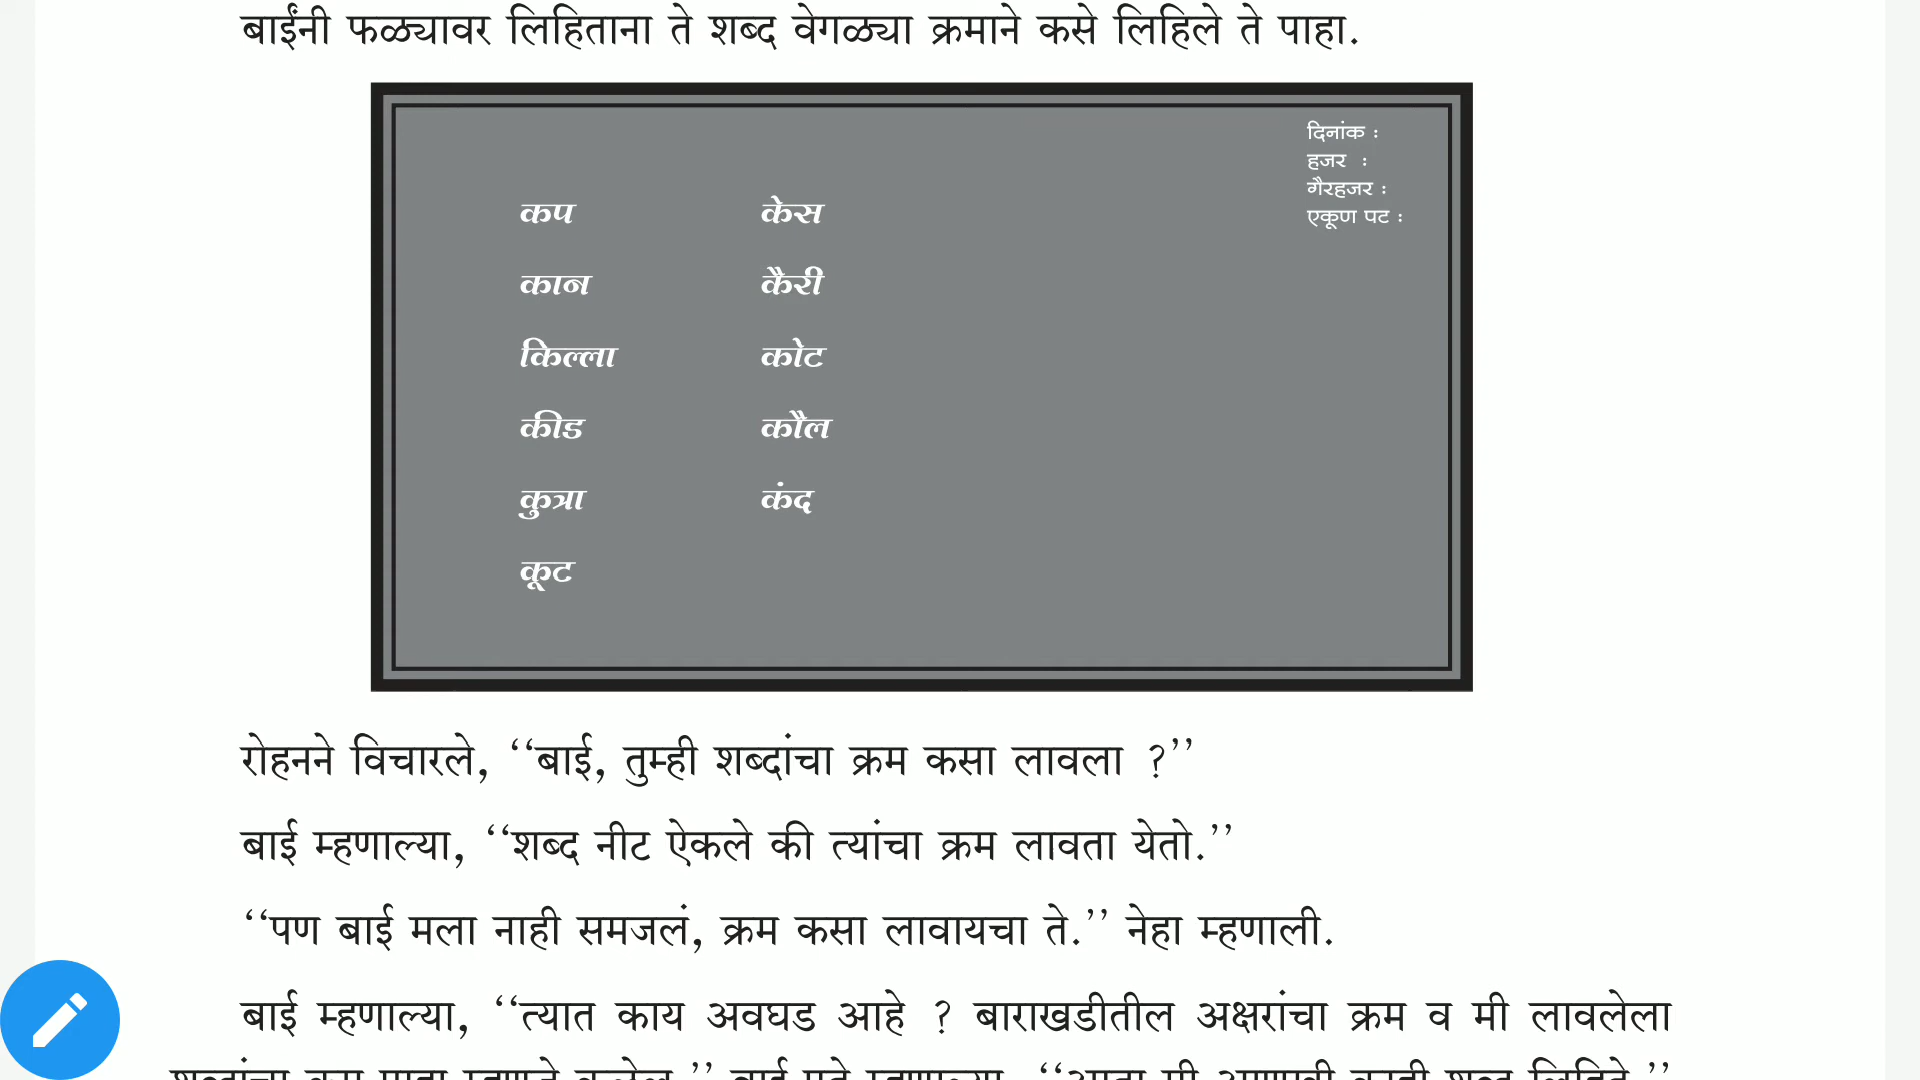 बाईंनी फळ्यावर लिहिताना ते शब्द वेगळ्या क्रमाने कसे लिहिले ते पाहा.
दिनांक :
हजर :
गैरहजर :
एकूण पट :
कप केस
कान कैरी
किल्ला कोट
कीड कौल
कुत्रा कंद
कूट
रोहनने विचारले, ‘‘बाई, तुम्ही शब्दांचा क्रम कसा लावला ?’’
बाई म्हणाल्या, ‘‘शब्द नीट ऐकले की त्यांचा क्रम लावता येतो.’’
‘‘पण बाई मला नाही समजलं, क्रम कसा लावायचा ते.’’ नेहा म्हणाली.
बाई म्हणाल्या, ‘‘त्यात काय अवघड आहे ? बाराखडीतील अक्षरांचा क्रम व मी लावलेला